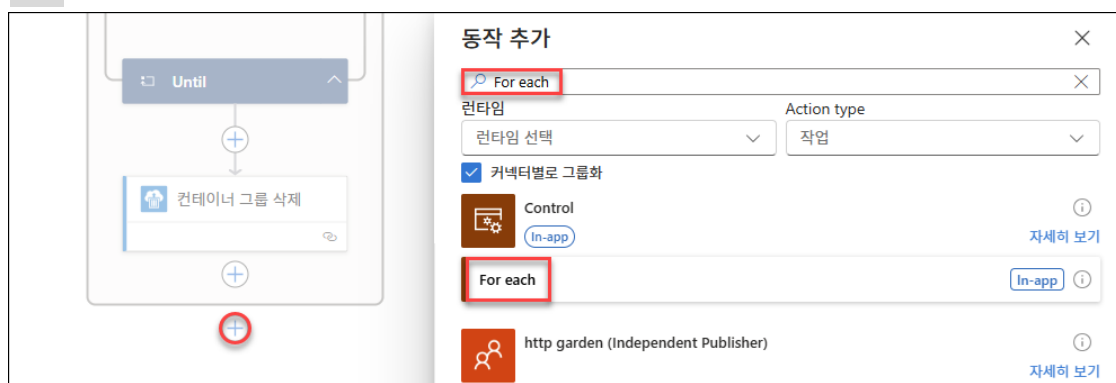 Until
컨테이너 그룹 삭제
동작 추가
For each
런타임
Action type
런타임 선택
작업
커넥터별로 그룹화
Control
In-app
자세히 보기
For each
In-app
http garden (Independent Publisher)
자세히 보기